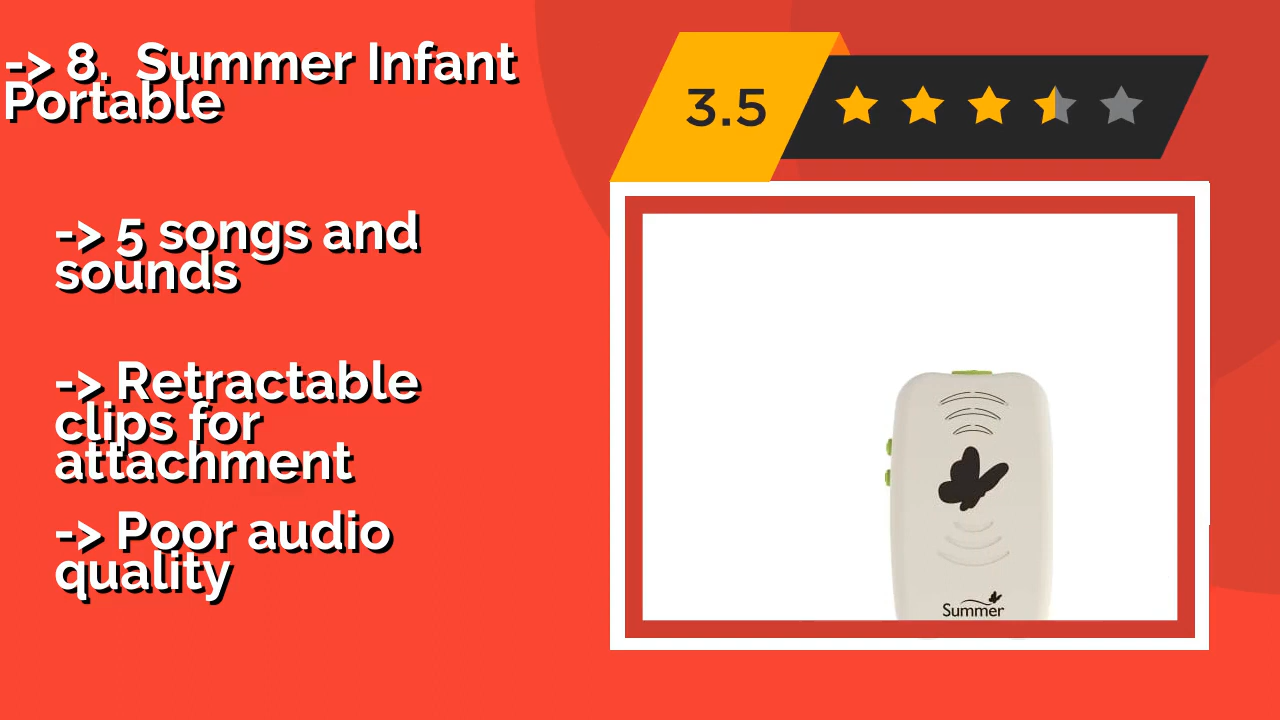 -> 8.  Summer Infant
Portable
3.5
-> 5 songs and
sounds
-> Retractable
clips for
attachment
-> Poor audio
quality
Summer